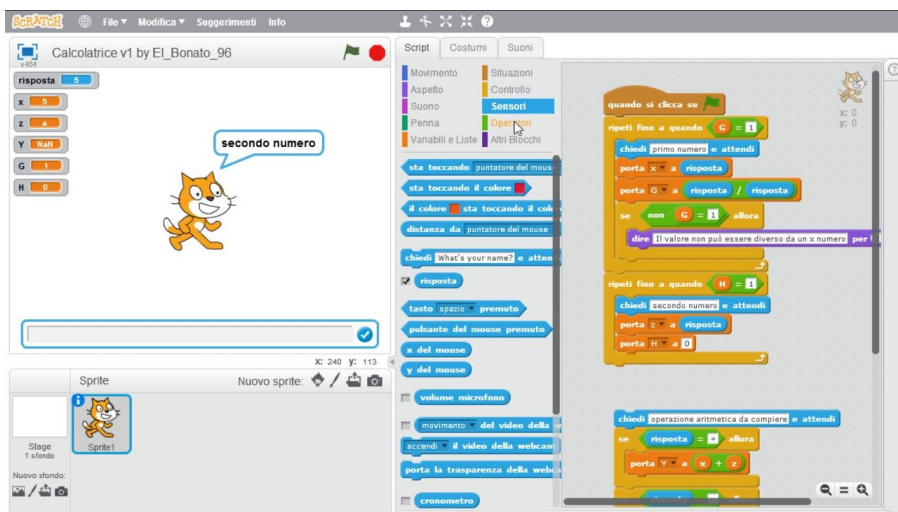 SCRATCH File▼ Modifica▼ Suggerimenti Info
v454 Calcolatrice v1 by El_Bonato_96
risposta 5
x 5
z a
Y NaN
G 1
H 0
secondo numero
x: 240 y: 113
Sprite Nuovo sprite:
Stage
1 sfondo
Nuovo sfondo:
Sprite1
Script Costumi Suoni
Movimento Situazioni
Aspetto Controllo
Suono Sensori
Penna Operatori
Variabili e Liste Altri Blocchi
sta toccando puntatore del mous
sta toccando il colore
il colore sta toccando il colo
distanza da puntatore del mouse
chiedi What's your name? e atten
risposta
tasto spazio premuto
pulsante del mouse premuto
x del mouse
y del mouse
volume microfono
movimento del video della w
accendi il video della webcam
porta la trasparenza della webca
cronometro
x: 0
y: 0
quando si clicca su
ripeti fino a quando G = 1
chiedi primo numero e attendi
porta x a risposta
porta G a risposta / risposta
se non G = 1 allora
dire Il valore non può essere diverso da un x numero per
ripeti fino a quando H = 1
chiedi secondo numero e attendi
porta z a risposta
porta H a 0
chiedi operazione aritmetica da compiere e attendi
se risposta = + allora
porta Y a x + z